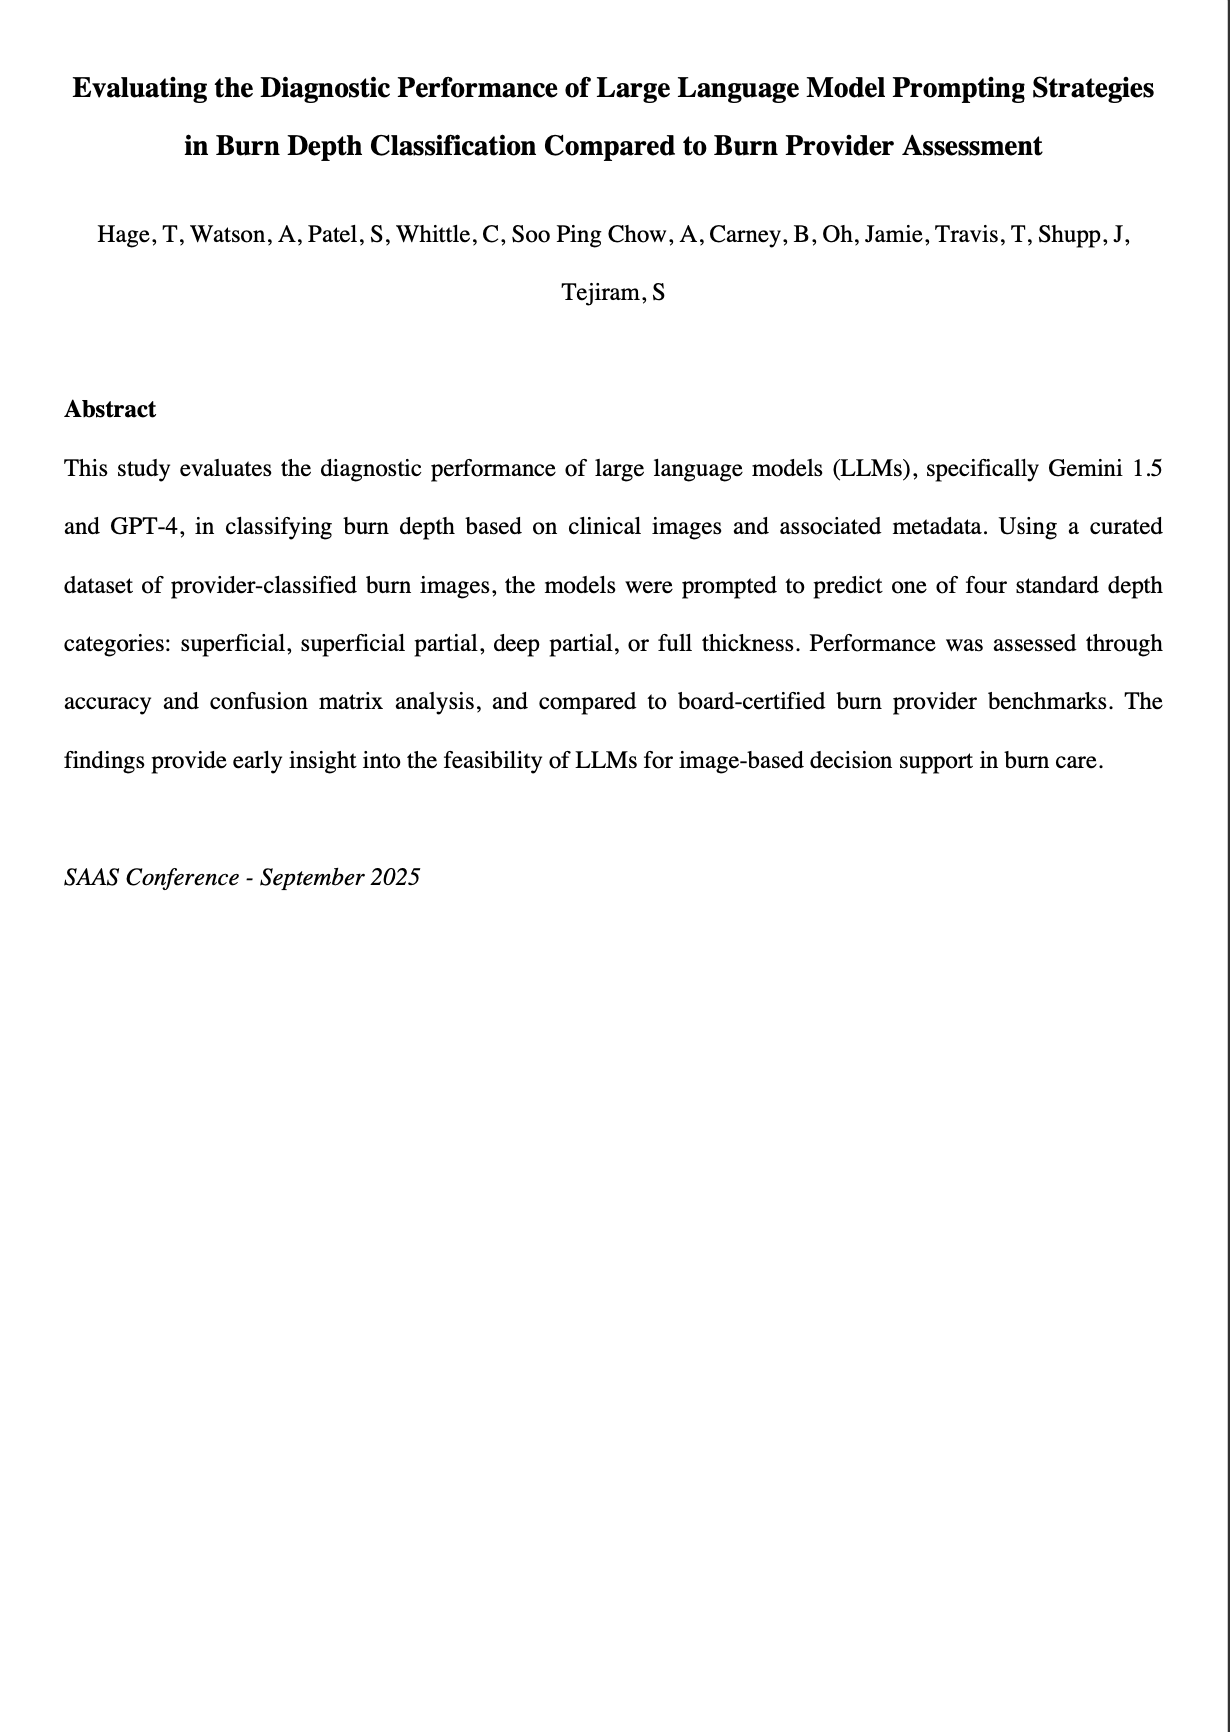 Evaluating the Diagnostic Performance of Large Language Model Prompting Strategies
in Burn Depth Classification Compared to Burn Provider Assessment
Hage, T, Watson, A, Patel, S, Whittle, C, Soo Ping Chow, A, Carney, B, Oh, Jamie, Travis, T, Shupp, J,
Tejiram, S
Abstract
This study evaluates the diagnostic performance of large language models (LLMs), specifically Gemini 1.5
and GPT-4, in classifying burn depth based on clinical images and associated metadata. Using a curated
dataset of provider-classified burn images, the models were prompted to predict one of four standard depth
categories: superficial, superficial partial, deep partial, or full thickness. Performance was assessed through
accuracy and confusion matrix analysis, and compared to board-certified burn provider benchmarks. The
findings provide early insight into the feasibility of LLMs for image-based decision support in burn care.
SAAS Conference - September 2025